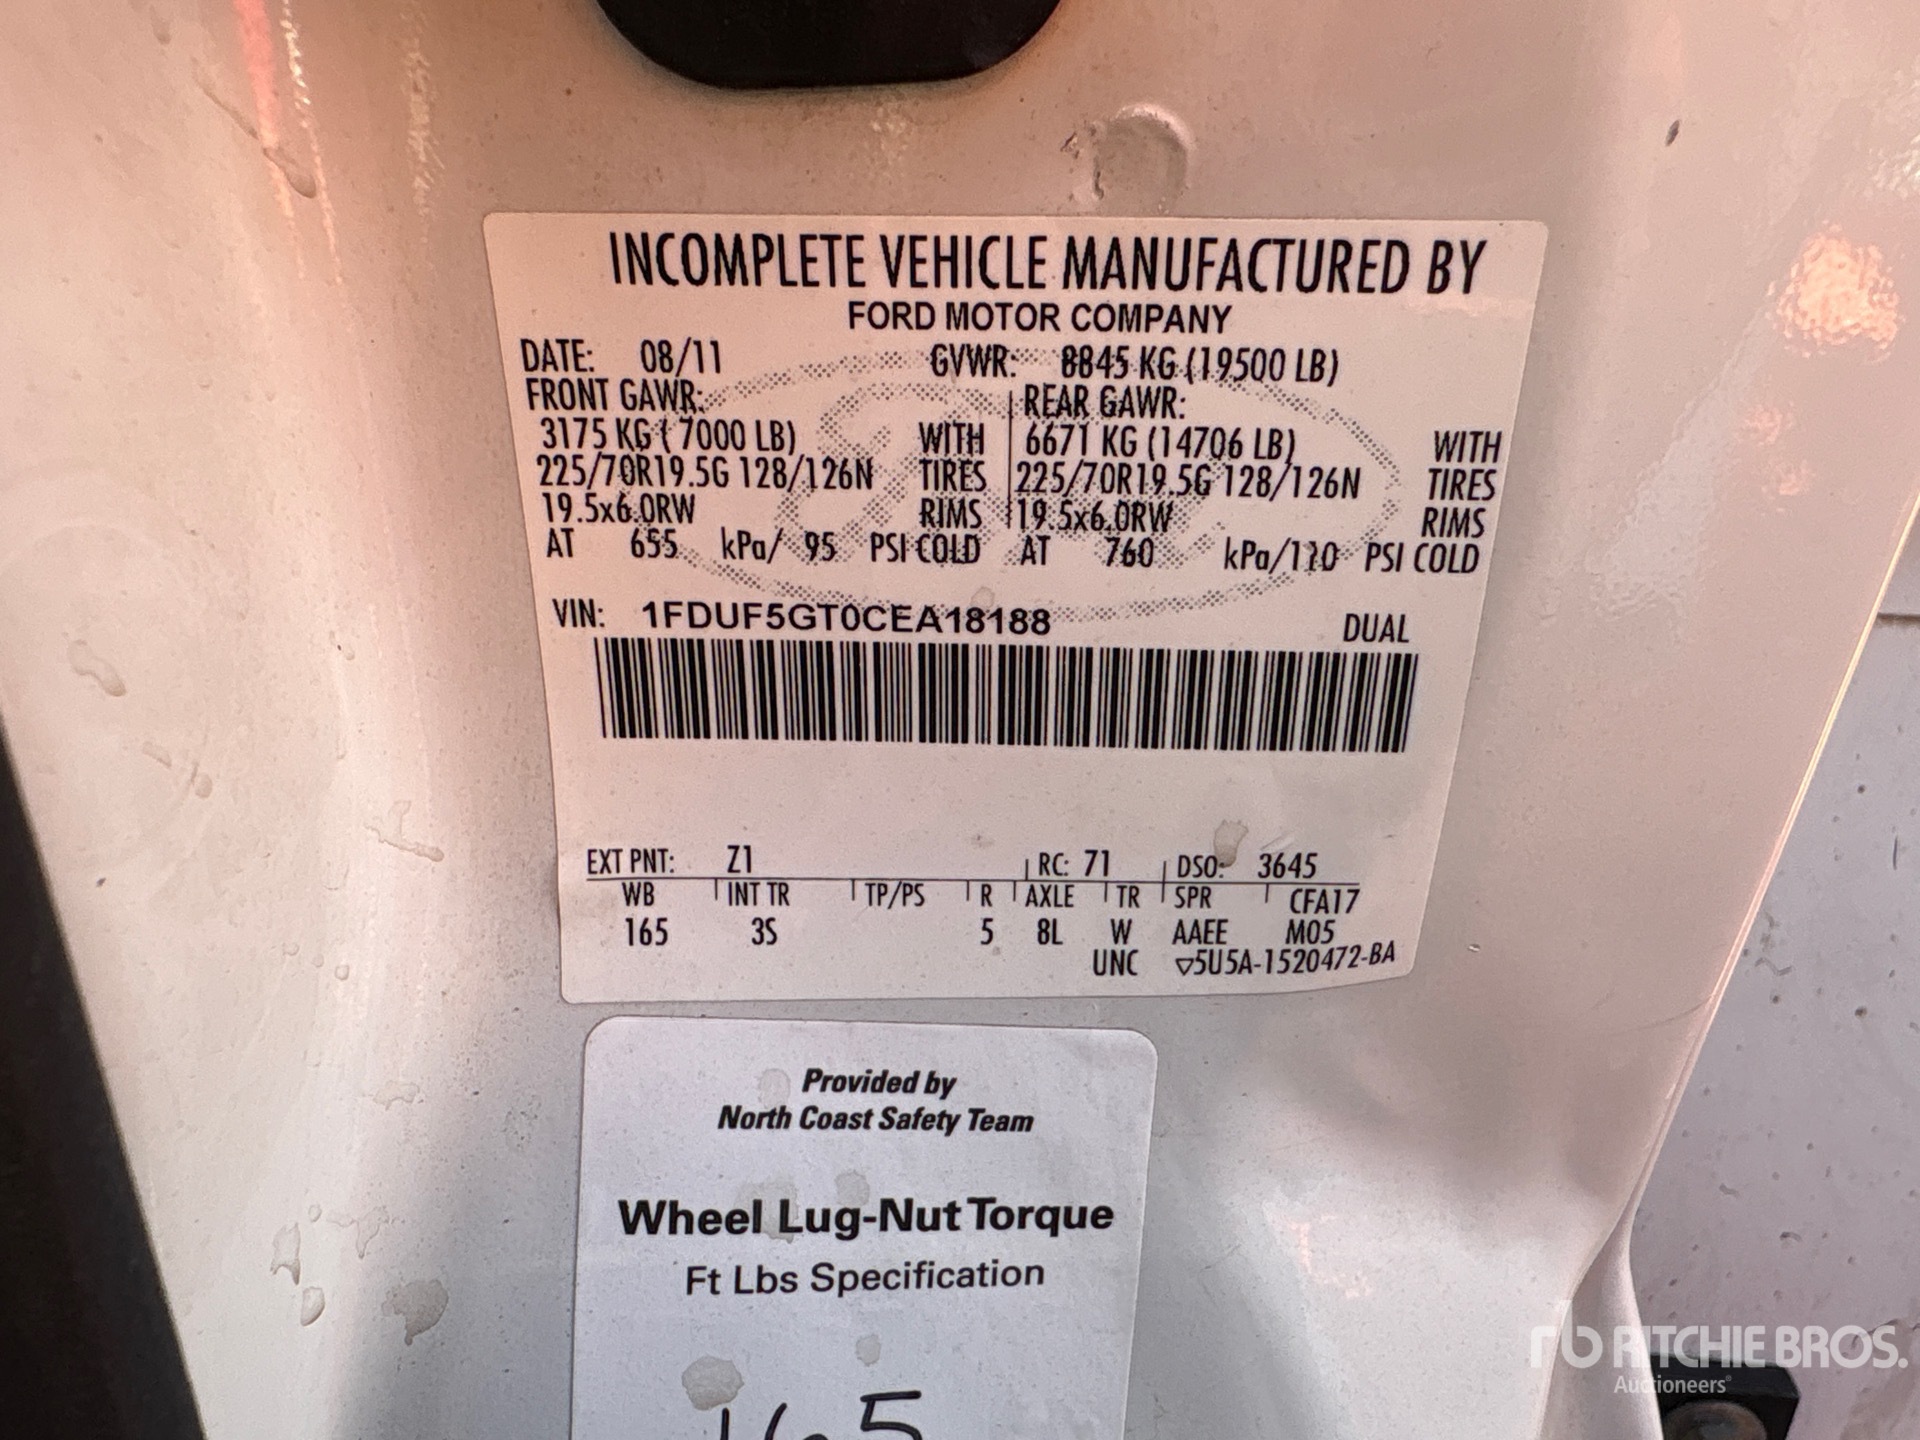 INCOMPLETE VEHICLE MANUFACTURED BY
FORD MOTOR COMPANY
DATE: 08/11 GVWR: 8845 KG (19500 LB)
FRONT GAWR: REAR GAWR:
3175 KG ( 7000 LB) WITH 6671 KG (14706 LB) WITH
225/70R19.5G 128/126N TIRES 225/70R19.5G 128/126N TIRES
19.5x6.0RW RIMS 19.5x6.0RW RIMS
AT 655 kPa/ 95 PSI COLD AT 760 kPa/110 PSI COLD
VIN: 1FDUF5GT0CEA18188 DUAL
EXT PNT: Z1 RC: 71 DSO: 3645
WB INT TR TP/PS R AXLE TR SPR CFA17
165 3S 5 8L W AAEE M05
UNC ▽5U5A-1520472-BA
Provided by
North Coast Safety Team
Wheel Lug-Nut Torque
Ft Lbs Specification
165
rb RITCHIE BROS.
Auctioneers